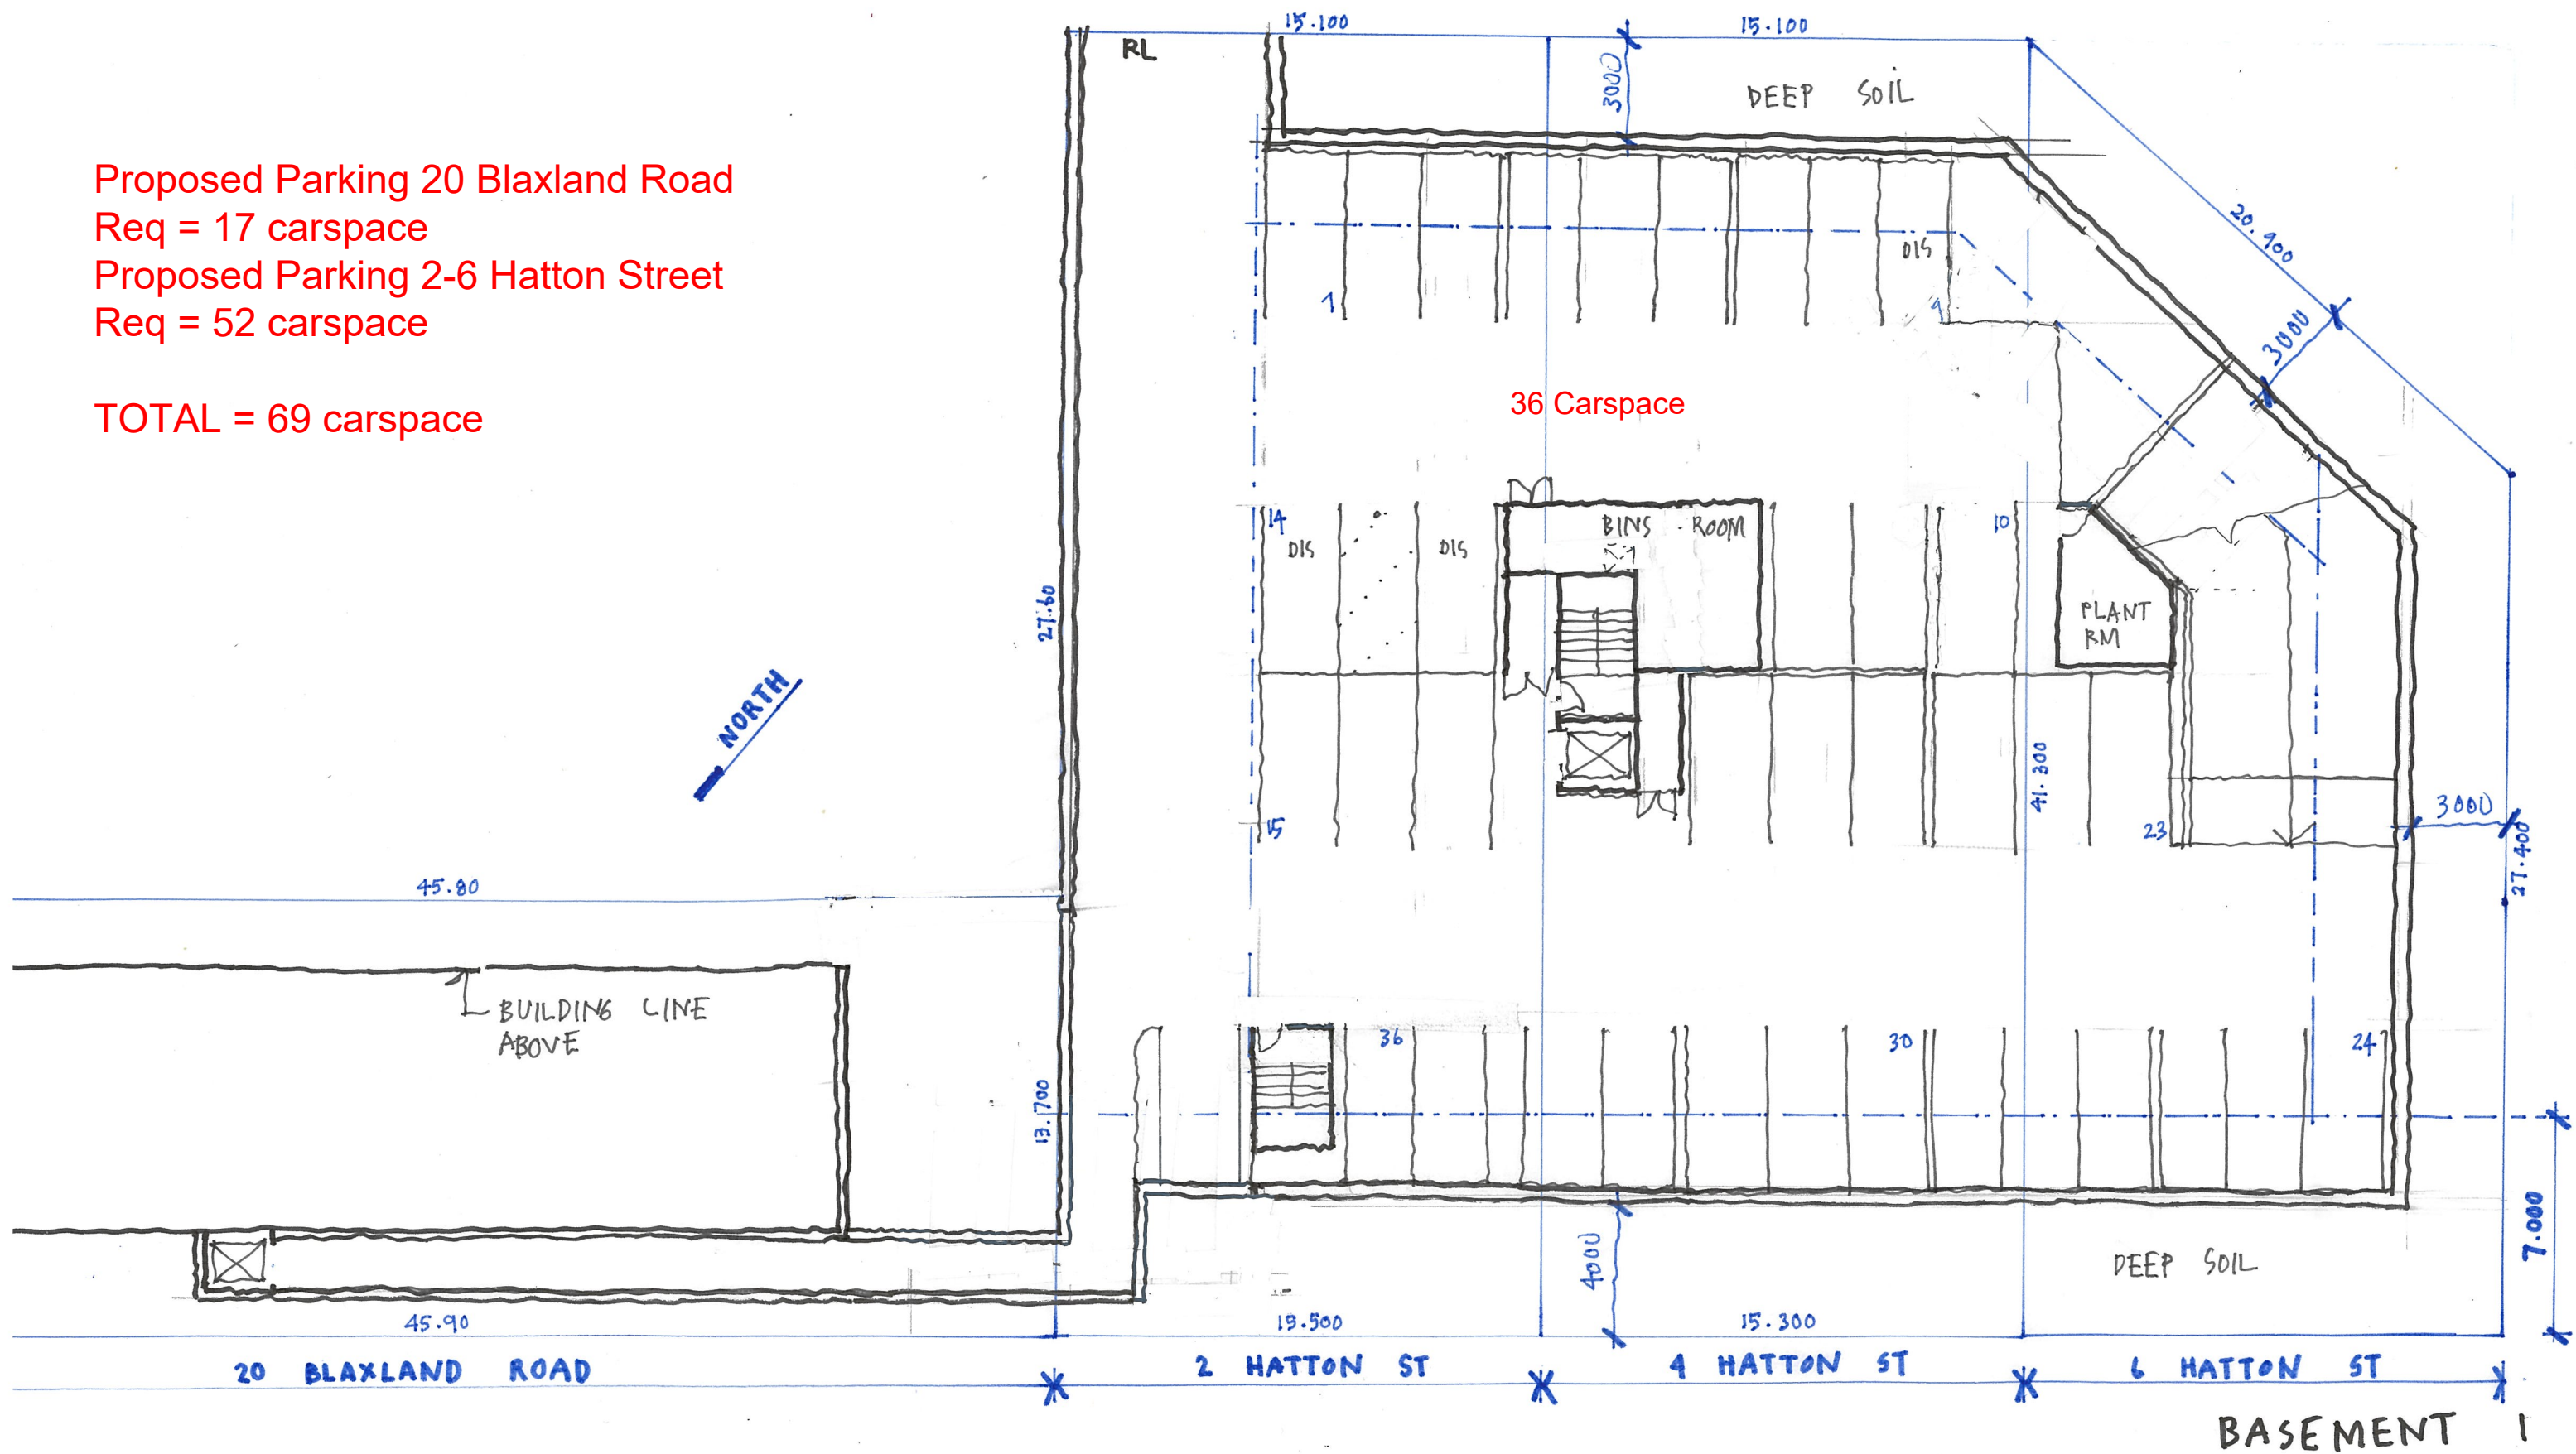 15.100
15.100
RL
3000
DEEP SOIL
Proposed Parking 20 Blaxland Road
Req = 17 carspace
Proposed Parking 2-6 Hatton Street
Req = 52 carspace
TOTAL = 69 carspace
20.900
DIS
1
9
3000
36 Carspace
14
DIS
DIS
BINS ROOM
10
27.60
PLANT
RM
NORTH
41.300
15
23
3000
27.400
45.80
BUILDING LINE
ABOVE
36
30
24
13.700
7.000
4000
DEEP SOIL
45.90
15.500
15.300
20 BLAXLAND ROAD
2 HATTON ST
4 HATTON ST
6 HATTON ST
BASEMENT 1